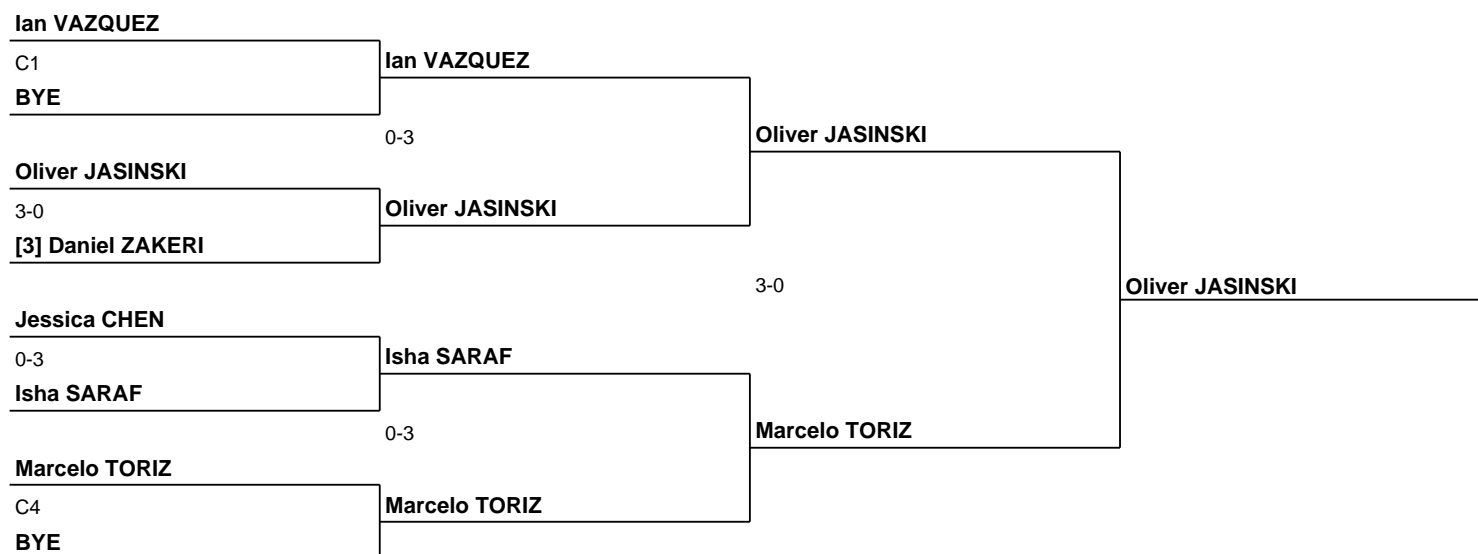 Ian VAZQUEZ
C1
BYE
Ian VAZQUEZ
0-3
Oliver JASINSKI
Oliver JASINSKI
3-0
[3] Daniel ZAKERI
Oliver JASINSKI
3-0
Oliver JASINSKI
Jessica CHEN
0-3
Isha SARAF
Isha SARAF
0-3
Marcelo TORIZ
Marcelo TORIZ
C4
BYE
Marcelo TORIZ